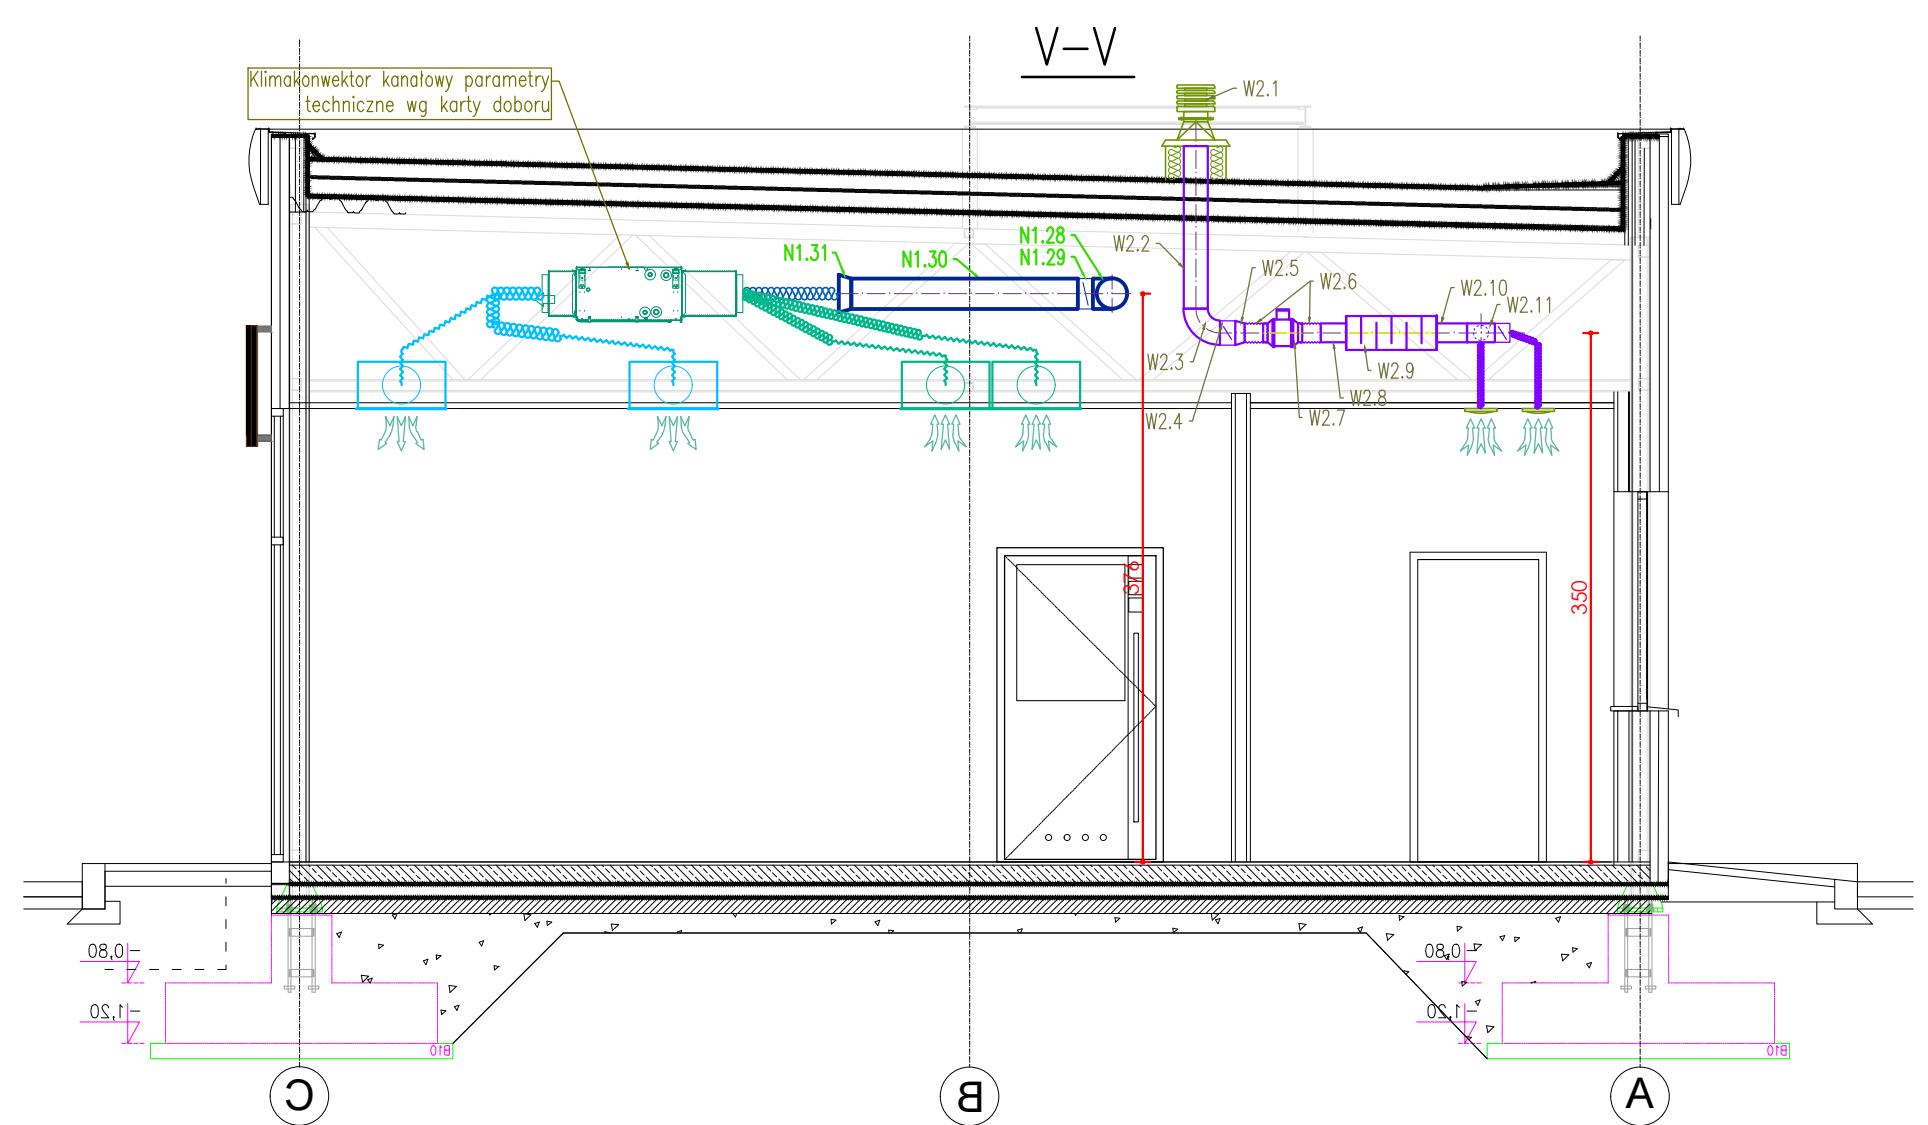 V-V
Klimakonwektor kanałowy parametry
techniczne wg karty doboru
W2.1
N1.28
N1.29
N1.30
N1.31
W2.2
W2.5
W2.6
W2.10
W2.11
W2.3
W2.9
W2.8
W2.4
W2.7
376
350
-0,80
-1,20
B10
-0,80
-1,20
B10
C
B
A